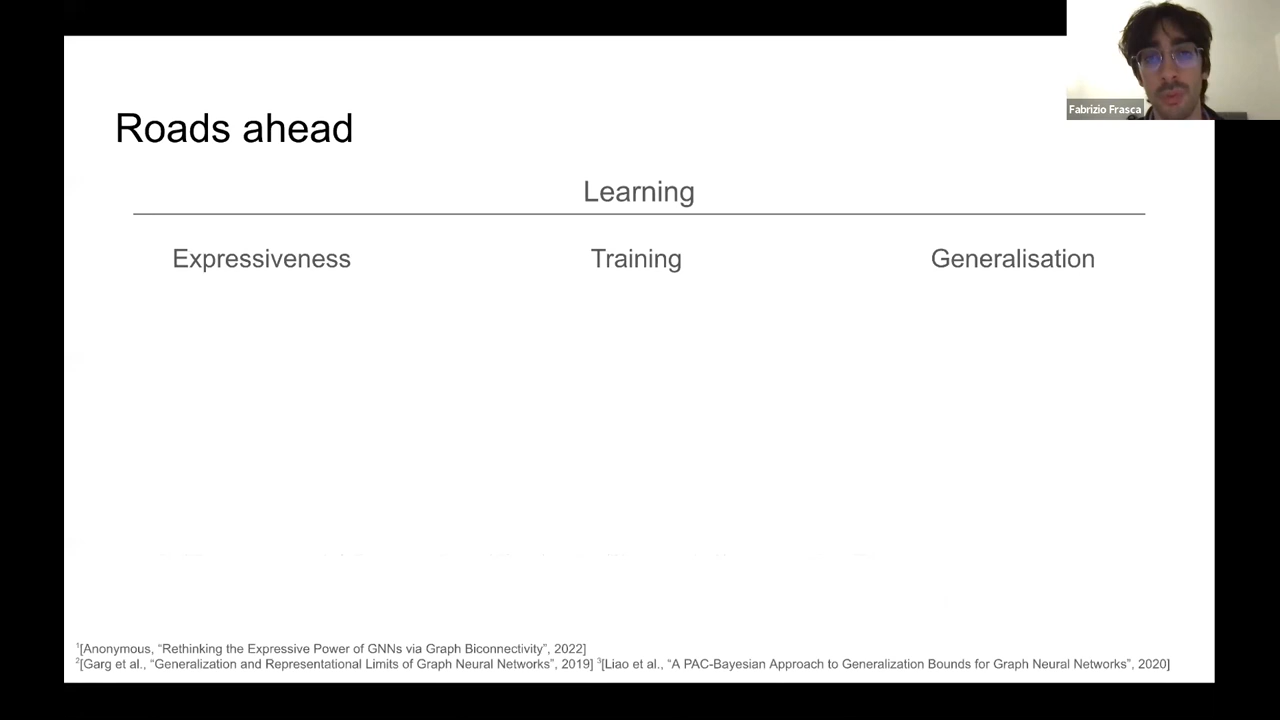 Fabrizio Frasca
Roads ahead
Learning
Expressiveness Training Generalisation
¹[Anonymous, “Rethinking the Expressive Power of GNNs via Graph Biconnectivity”, 2022]
²[Garg et al., “Generalization and Representational Limits of Graph Neural Networks”, 2019] ³[Liao et al., “A PAC-Bayesian Approach to Generalization Bounds for Graph Neural Networks”, 2020]